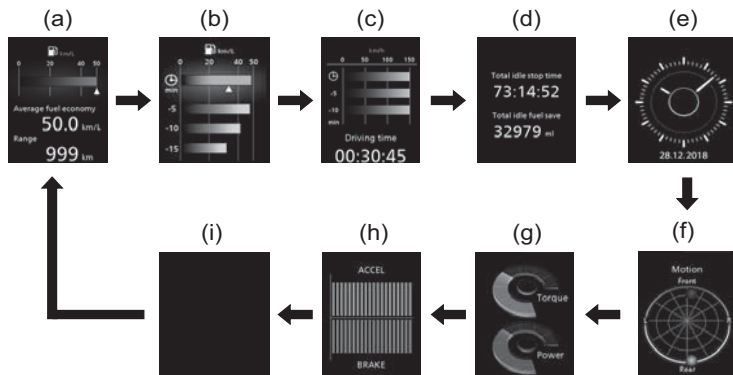 (a)
(b)
(c)
(d)
(e)
km/L
0 20 50
Average fuel economy
50.0 km/L
Range
999 km
km/L
0 20 40 50
min
-5
-10
-15
km/h
0 50 100 150
-5
-10
min
Driving time
00:30:45
Total idle stop time
73:14:52
Total idle fuel save
32979 ml
28.12.2018
(i)
(h)
(g)
(f)
ACCEL
BRAKE
Torque
Power
Motion
Front
Rear